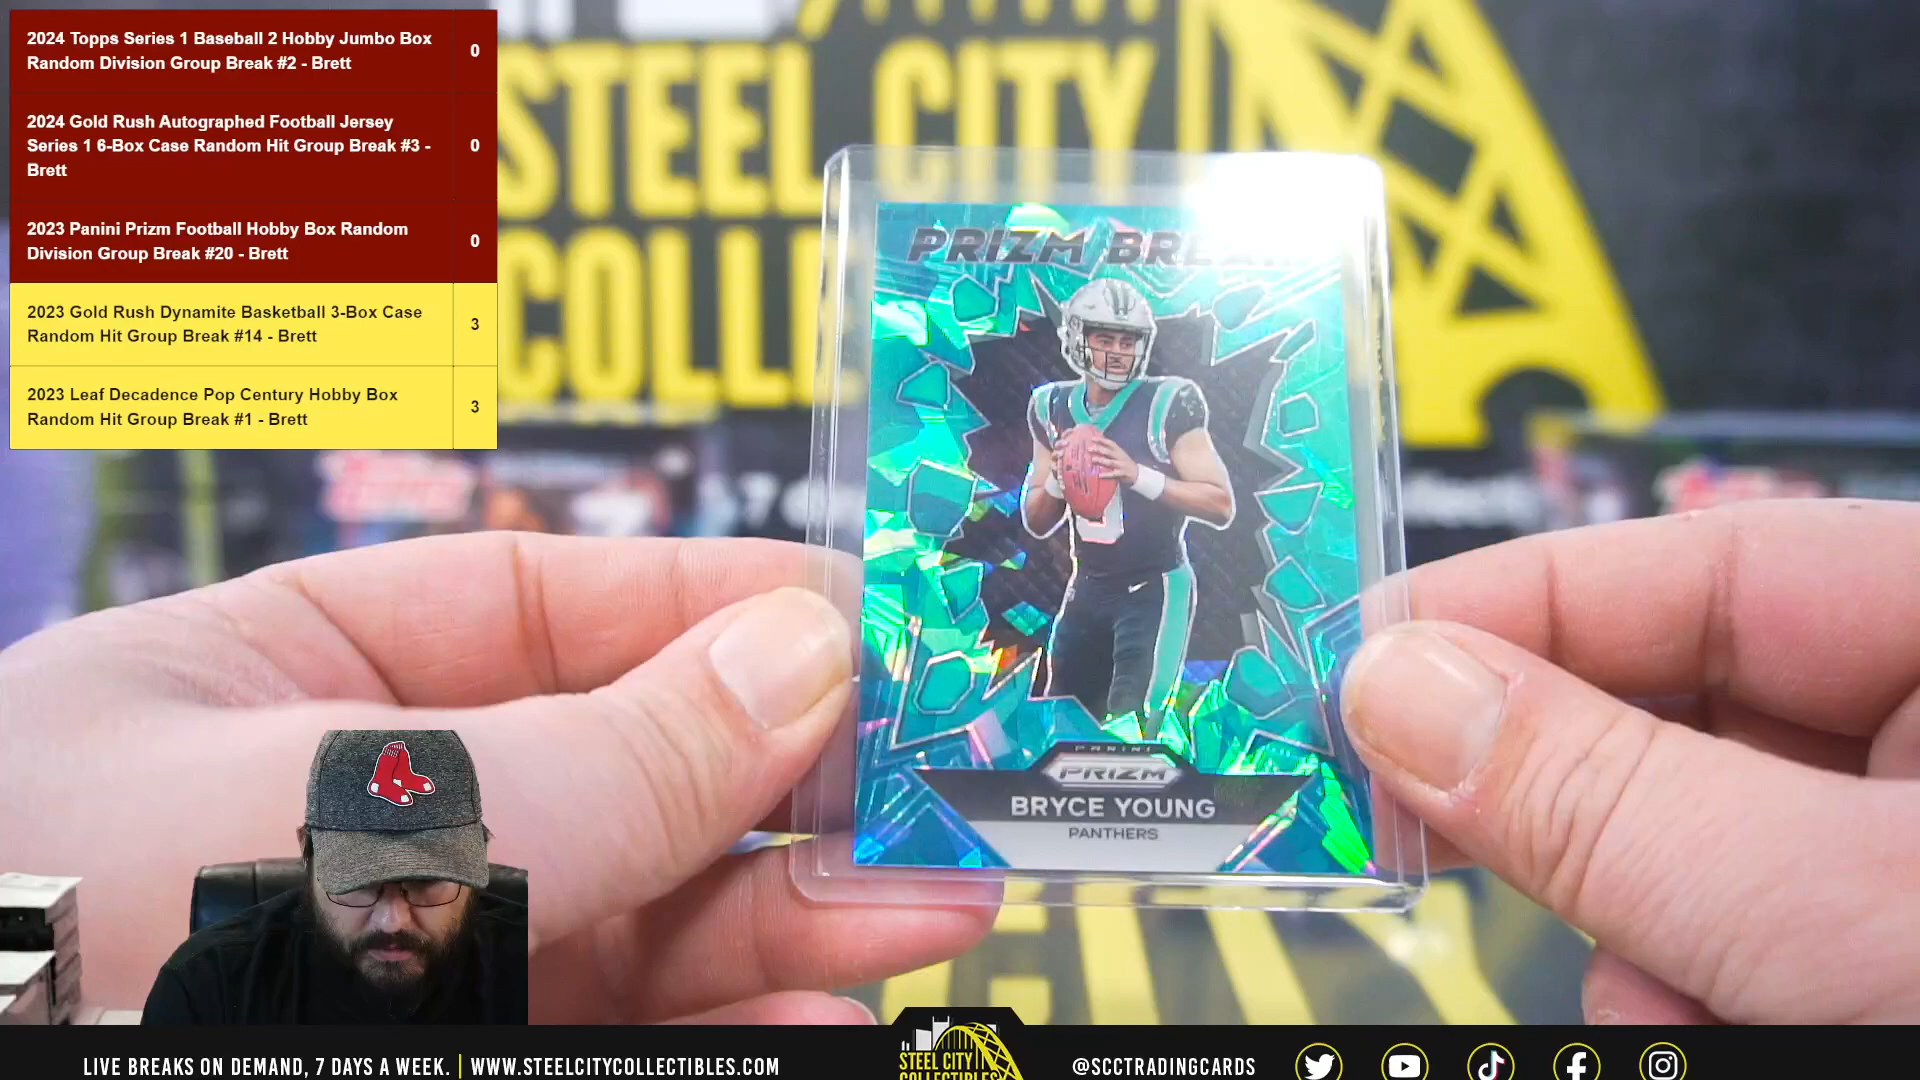 2024 Topps Series 1 Baseball 2 Hobby Jumbo Box
Random Division Group Break #2 - Brett
0
2024 Gold Rush Autographed Football Jersey
Series 1 6-Box Case Random Hit Group Break #3 -
Brett
0
2023 Panini Prizm Football Hobby Box Random
Division Group Break #20 - Brett
0
2023 Gold Rush Dynamite Basketball 3-Box Case
Random Hit Group Break #14 - Brett
3
2023 Leaf Decadence Pop Century Hobby Box
Random Hit Group Break #1 - Brett
3
STEEL CITY
PRIZM
PANINI
PRIZM
BRYCE YOUNG
PANTHERS
LIVE BREAKS ON DEMAND, 7 DAYS A WEEK. | WWW.STEELCITYCOLLECTIBLES.COM
STEEL CITY
COLLECTIBLES
@SCCTRADINGCARDS